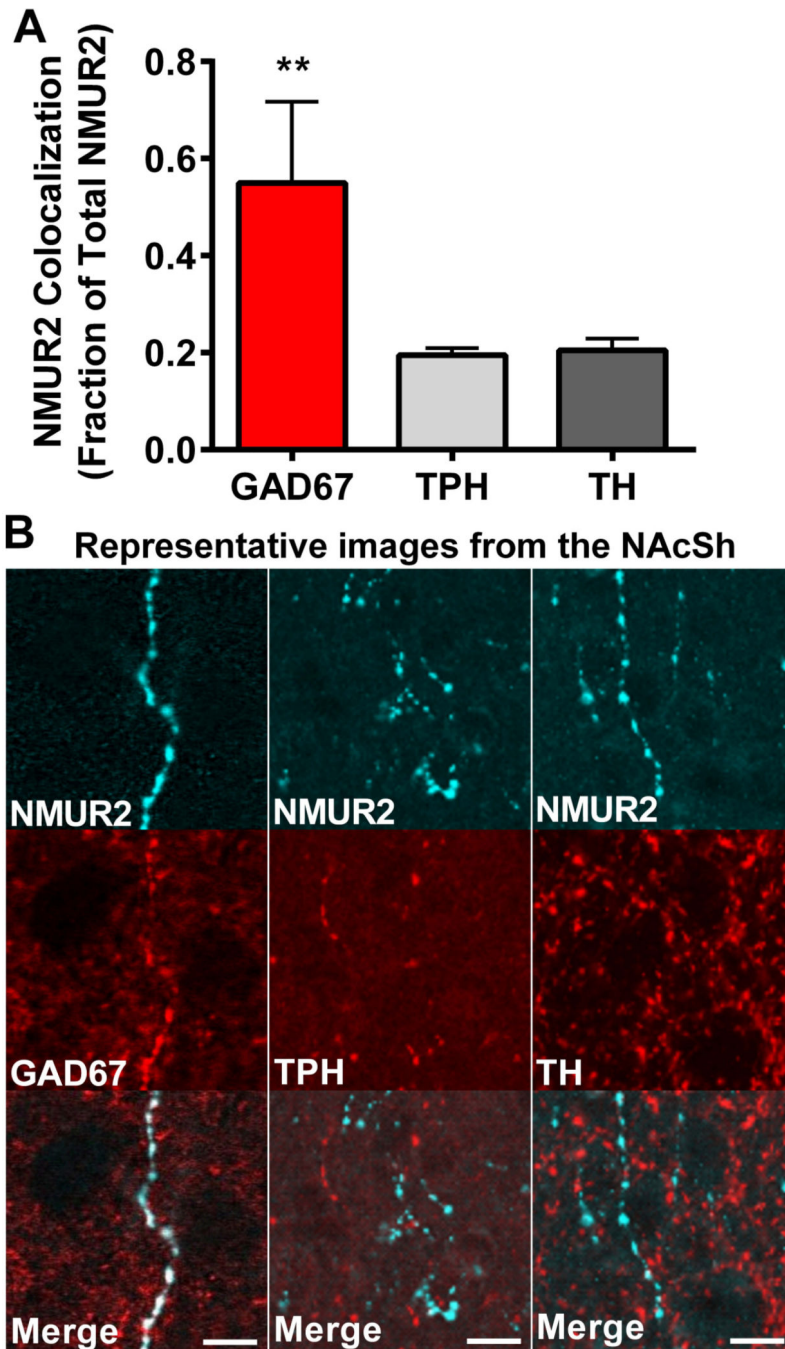 A
NMUR2 Colocalization
(Fraction of Total NMUR2)
**
0.8
0.6
0.4
0.2
0.0
GAD67 TPH TH
B
Representative images from the NAcSh
NMUR2 NMUR2 NMUR2
GAD67 TPH TH
Merge Merge Merge